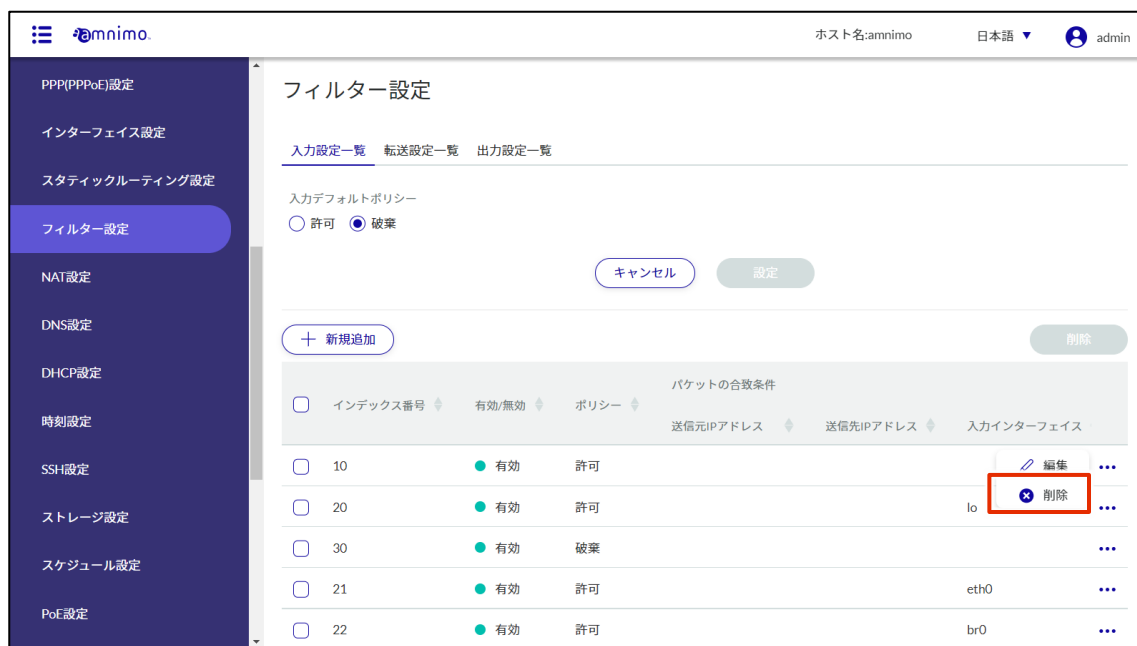 amnimo
ホスト名:amnimo
日本語 ▼
admin
PPP(PPPoE)設定
インターフェイス設定
スタティックルーティング設定
フィルター設定
NAT設定
DNS設定
DHCP設定
時刻設定
SSH設定
ストレージ設定
スケジュール設定
PoE設定
フィルター設定
入力設定一覧 転送設定一覧 出力設定一覧
入力デフォルトポリシー
許可 破棄
キャンセル 設定
新規追加 削除
パケットの合致条件
インデックス番号 有効/無効 ポリシー
送信元IPアドレス 送信先IPアドレス 入力インターフェイス
10 有効 許可 編集
削除
20 有効 許可 lo
30 有効 破棄
21 有効 許可 eth0
22 有効 許可 br0